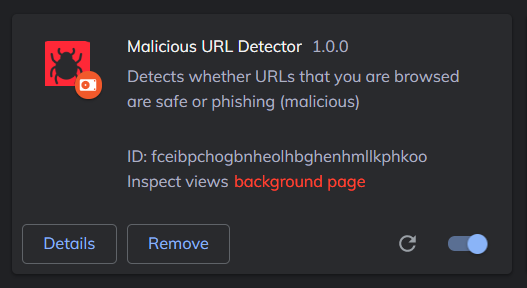 Malicious URL Detector 1.0.0
Detects whether URLs that you are browsed
are safe or phishing (malicious)
ID: fceibpchogbnheolhbghenhmllkphkoo
Inspect views background page
Details Remove